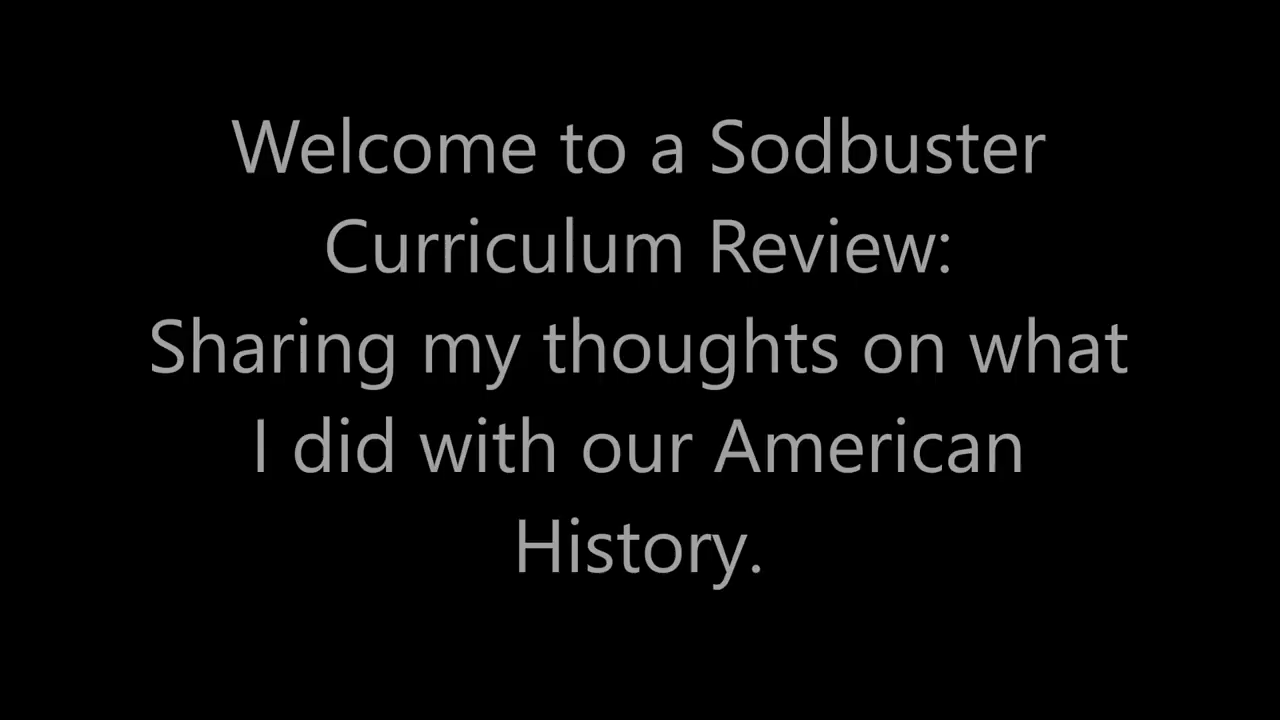 Welcome to a Sodbuster
Curriculum Review:
Sharing my thoughts on what
I did with our American
History.